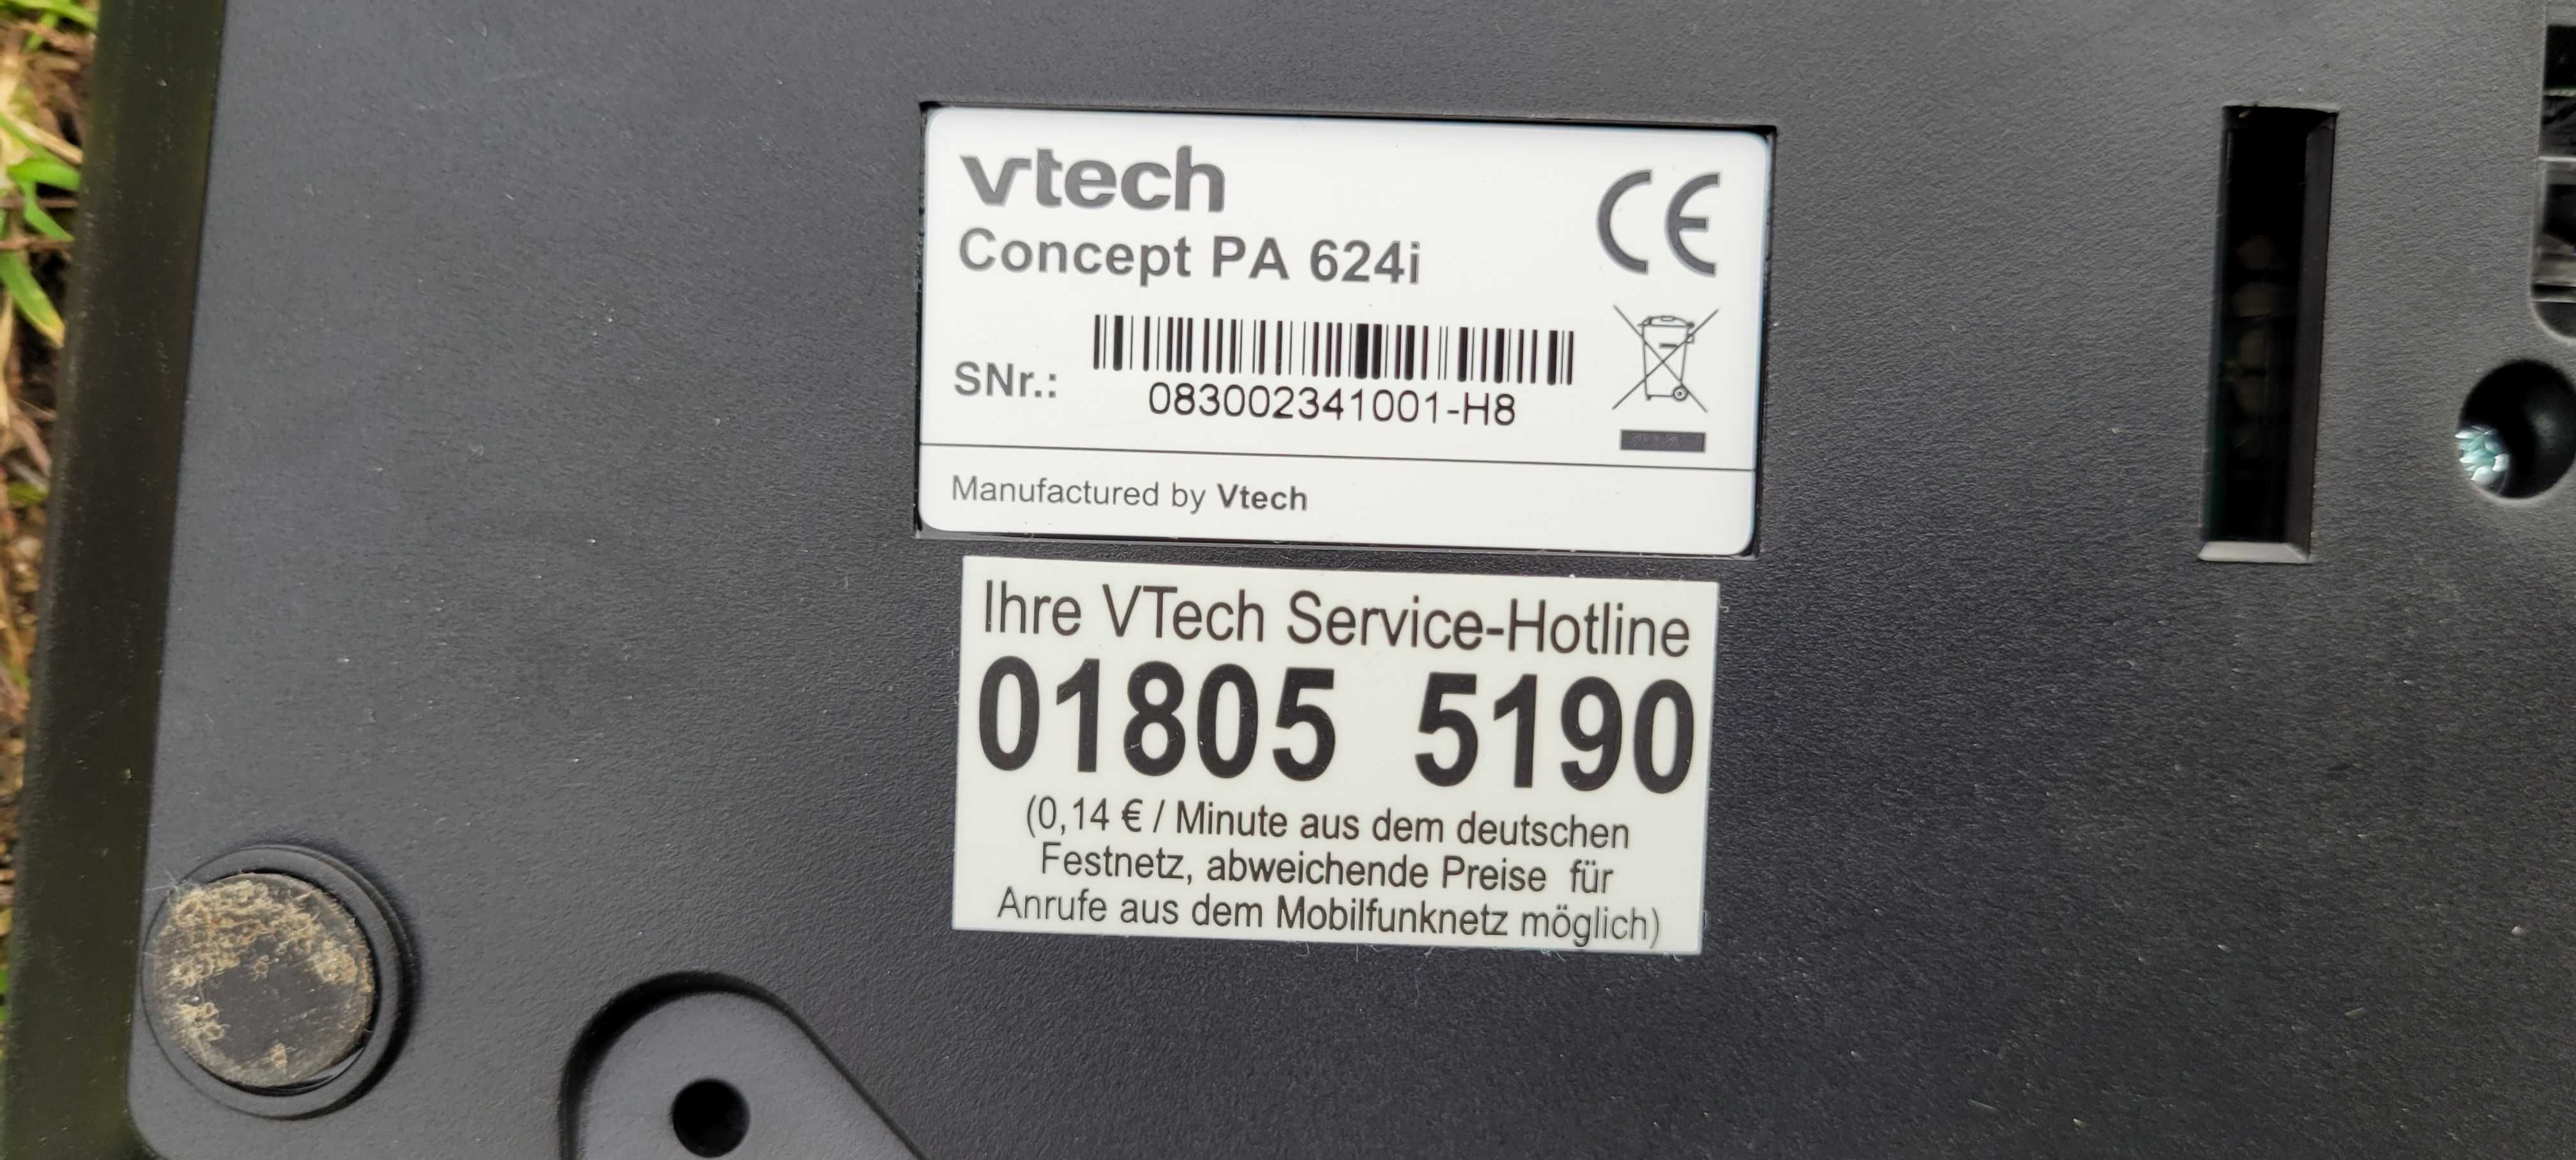 vtech
Concept PA 624i
CE
SNr.:
083002341001-H8
Manufactured by Vtech
Ihre VTech Service-Hotline
01805 5190
(0,14 € / Minute aus dem deutschen
Festnetz, abweichende Preise für
Anrufe aus dem Mobilfunknetz möglich)